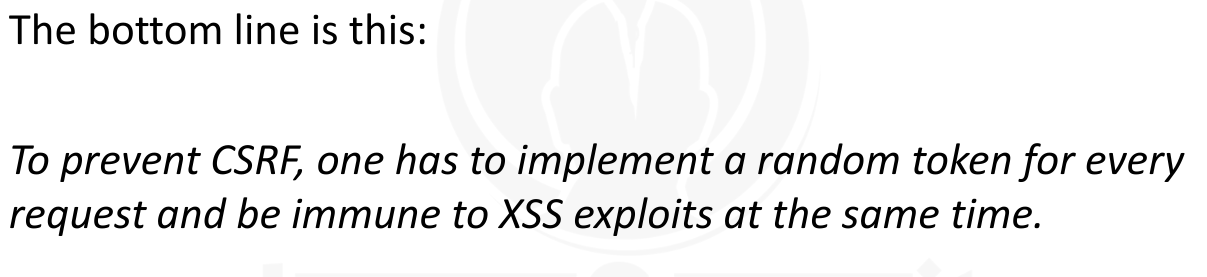 The bottom line is this:
To prevent CSRF, one has to implement a random token for every
request and be immune to XSS exploits at the same time.